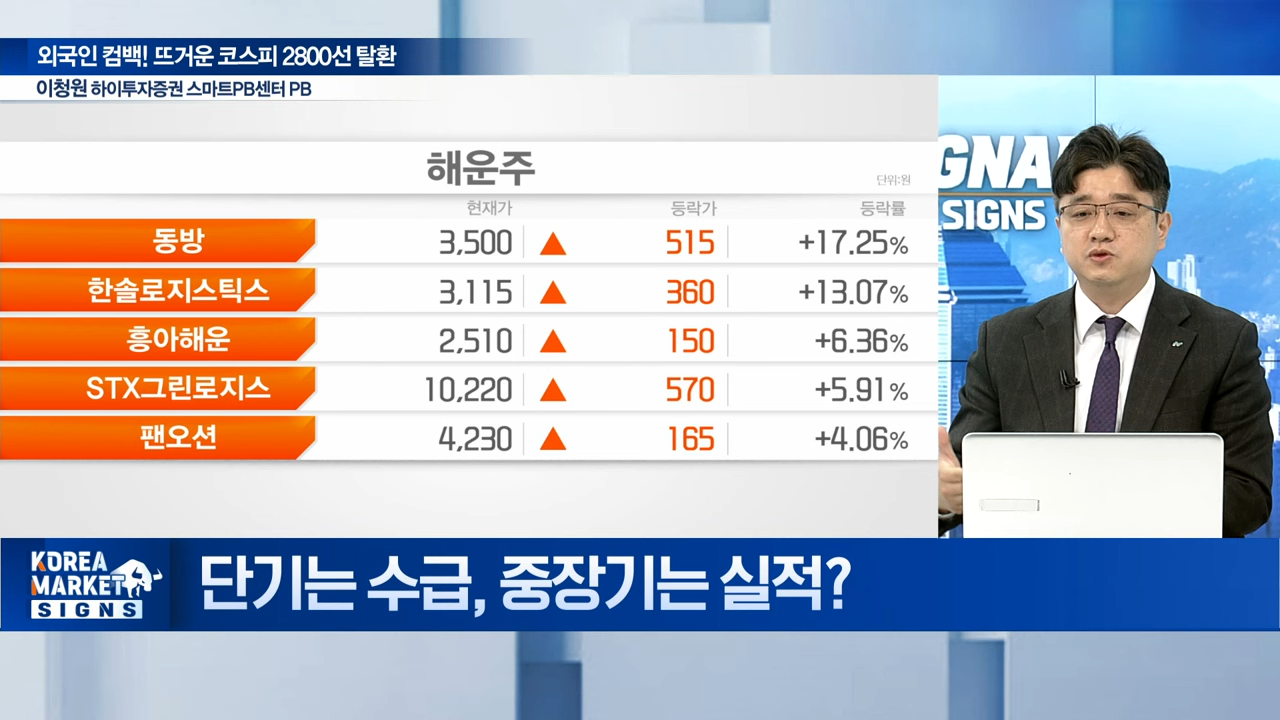 외국인 컴백! 뜨거운 코스피 2800선 탈환
이청원 하이투자증권 스마트PB센터 PB
해운주
단위:원
현재가 등락가 등락률
동방 3,500 ▲ 515 +17.25%
한솔로지스틱스 3,115 ▲ 360 +13.07%
흥아해운 2,510 ▲ 150 +6.36%
STX그린로지스 10,220 ▲ 570 +5.91%
팬오션 4,230 ▲ 165 +4.06%
GNA
SIGNS
KOREA
MARKET
SIGNS
단기는 수급, 중장기는 실적?